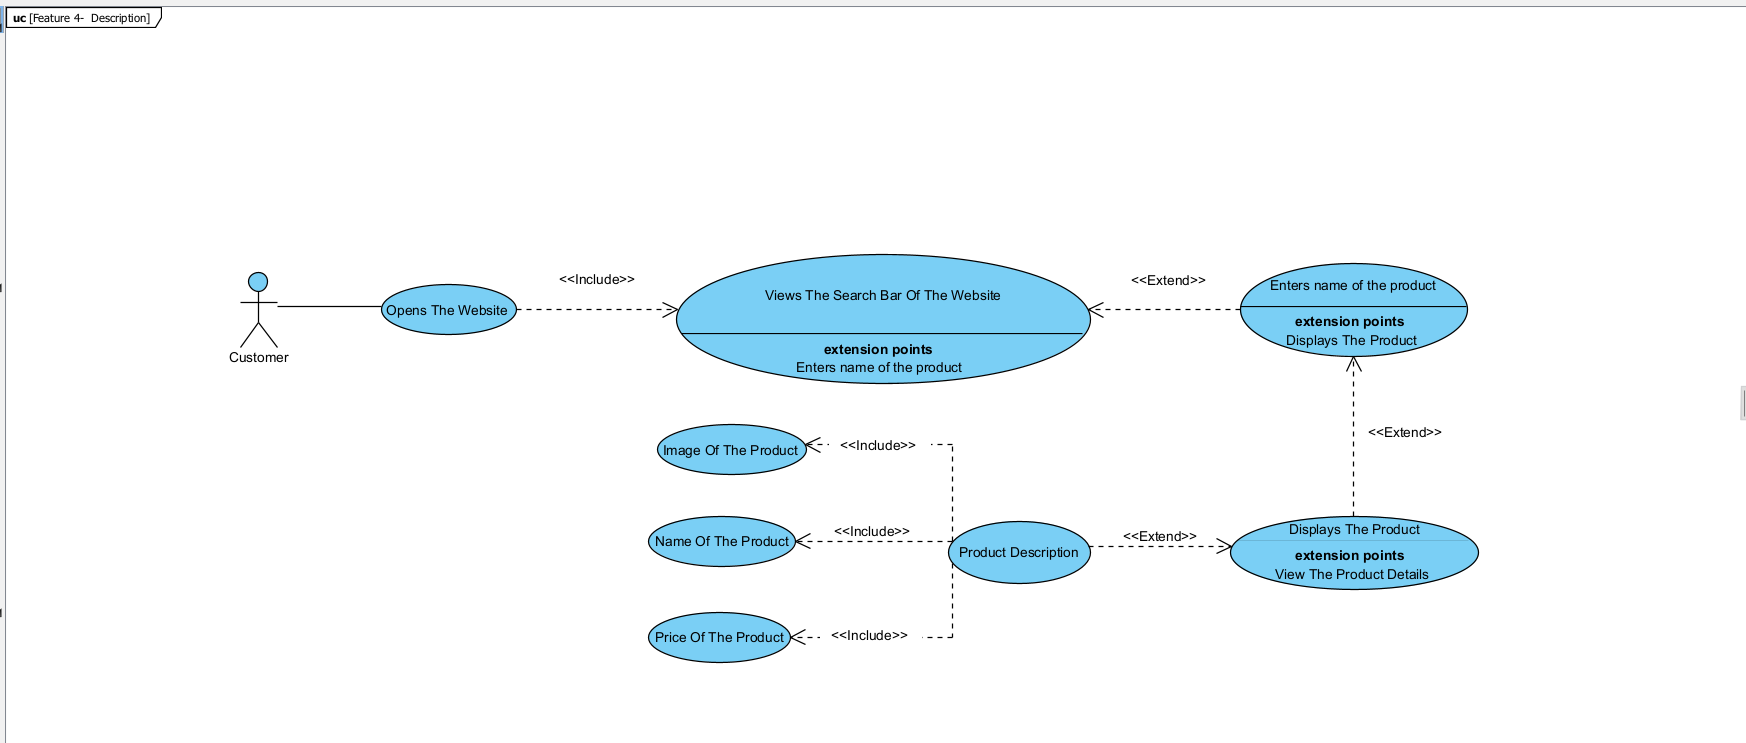 uc [Feature 4- Description]
<<Include>>
<<Extend>>
Views The Search Bar Of The Website
Enters name of the product
Opens The Website
extension points
Enters name of the product
extension points
Displays The Product
Customer
<<Extend>>
Image Of The Product
<<Include>>
Name Of The Product
<<Include>>
Product Description
<<Extend>>
Displays The Product
extension points
View The Product Details
Price Of The Product
<<Include>>